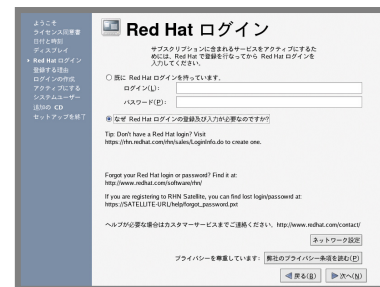 ようこそ
ライセンス同意書
日付と時刻
ディスプレイ
Red Hat ログイン
登録する理由
ログインの作成
アクティブにする
システムユーザー
追加の CD
セットアップを終了
Red Hat ログイン
サブスクリプションに含まれるサービスをアクティブにするた
めには、Red Hat で登録を行なってから Red Hat ログインを
入力してください。
既に Red Hat ログインを持っています。
ログイン(L):
パスワード(P):
なぜ Red Hat ログインの登録及び入力が必要なのですか?
Tip: Don't have a Red Hat login? Visit
https://rhn.redhat.com/rhn/sales/LoginInfo.do to create one.
Forgot your Red Hat login or password? Find it at:
http://www.redhat.com/software/rhn/
If you are registering to RHN Satellite, you can find lost login/passowrd at:
https://SATELLITE-URL/help/forgot_password.pxt
ヘルプが必要な場合はカスタマーサービスまでご連絡ください。http://www.redhat.com/contact/
ネットワーク設定
プライバシーを尊重しています: 弊社のプライバシー条項を読む(P)
戻る(B) 次へ(N)